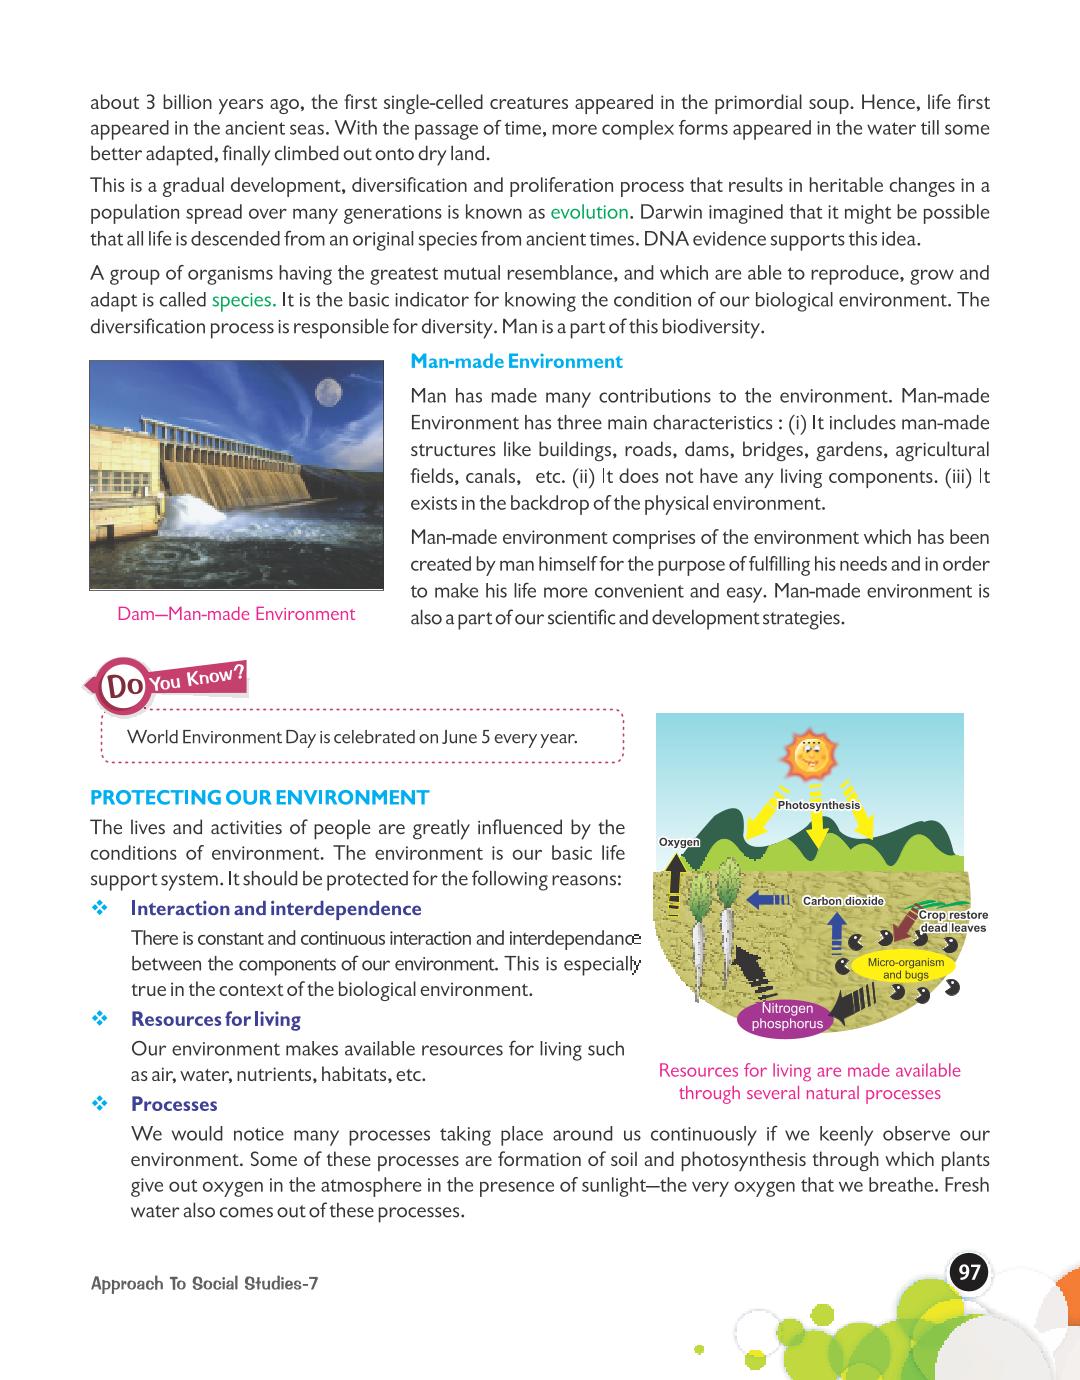 about 3 billion years ago, the first single-celled creatures appeared in the primordial soup. Hence, life first
appeared in the ancient seas. With the passage of time, more complex forms appeared in the water till some
better adapted, finally climbed out onto dry land.
This is a gradual development, diversification and proliferation process that results in heritable changes in a
population spread over many generations is known as evolution. Darwin imagined that it might be possible
that all life is descended from an original species from ancient times. DNA evidence supports this idea.
A group of organisms having the greatest mutual resemblance, and which are able to reproduce, grow and
adapt is called species. It is the basic indicator for knowing the condition of our biological environment. The
diversification process is responsible for diversity. Man is a part of this biodiversity.
Man-made Environment
Man has made many contributions to the environment. Man-made
Environment has three main characteristics : (i) It includes man-made
structures like buildings, roads, dams, bridges, gardens, agricultural
fields, canals, etc. (ii) It does not have any living components. (iii) It
exists in the backdrop of the physical environment.
Man-made environment comprises of the environment which has been
created by man himself for the purpose of fulfilling his needs and in order
to make his life more convenient and easy. Man-made environment is
also a part of our scientific and development strategies.
Dam—Man-made Environment
Do You Know?
World Environment Day is celebrated on June 5 every year.
PROTECTING OUR ENVIRONMENT
The lives and activities of people are greatly influenced by the
conditions of environment. The environment is our basic life
support system. It should be protected for the following reasons:
❖ Interaction and interdependence
There is constant and continuous interaction and interdependance
between the components of our environment. This is especially
true in the context of the biological environment.
❖ Resources for living
Our environment makes available resources for living such
as air, water, nutrients, habitats, etc.
Photosynthesis
Oxygen
Carbon dioxide
Crop restore
dead leaves
Micro-organism
and bugs
Nitrogen
phosphorus
Resources for living are made available
through several natural processes
❖ Processes
We would notice many processes taking place around us continuously if we keenly observe our
environment. Some of these processes are formation of soil and photosynthesis through which plants
give out oxygen in the atmosphere in the presence of sunlight—the very oxygen that we breathe. Fresh
water also comes out of these processes.
Approach To Social Studies-7
97